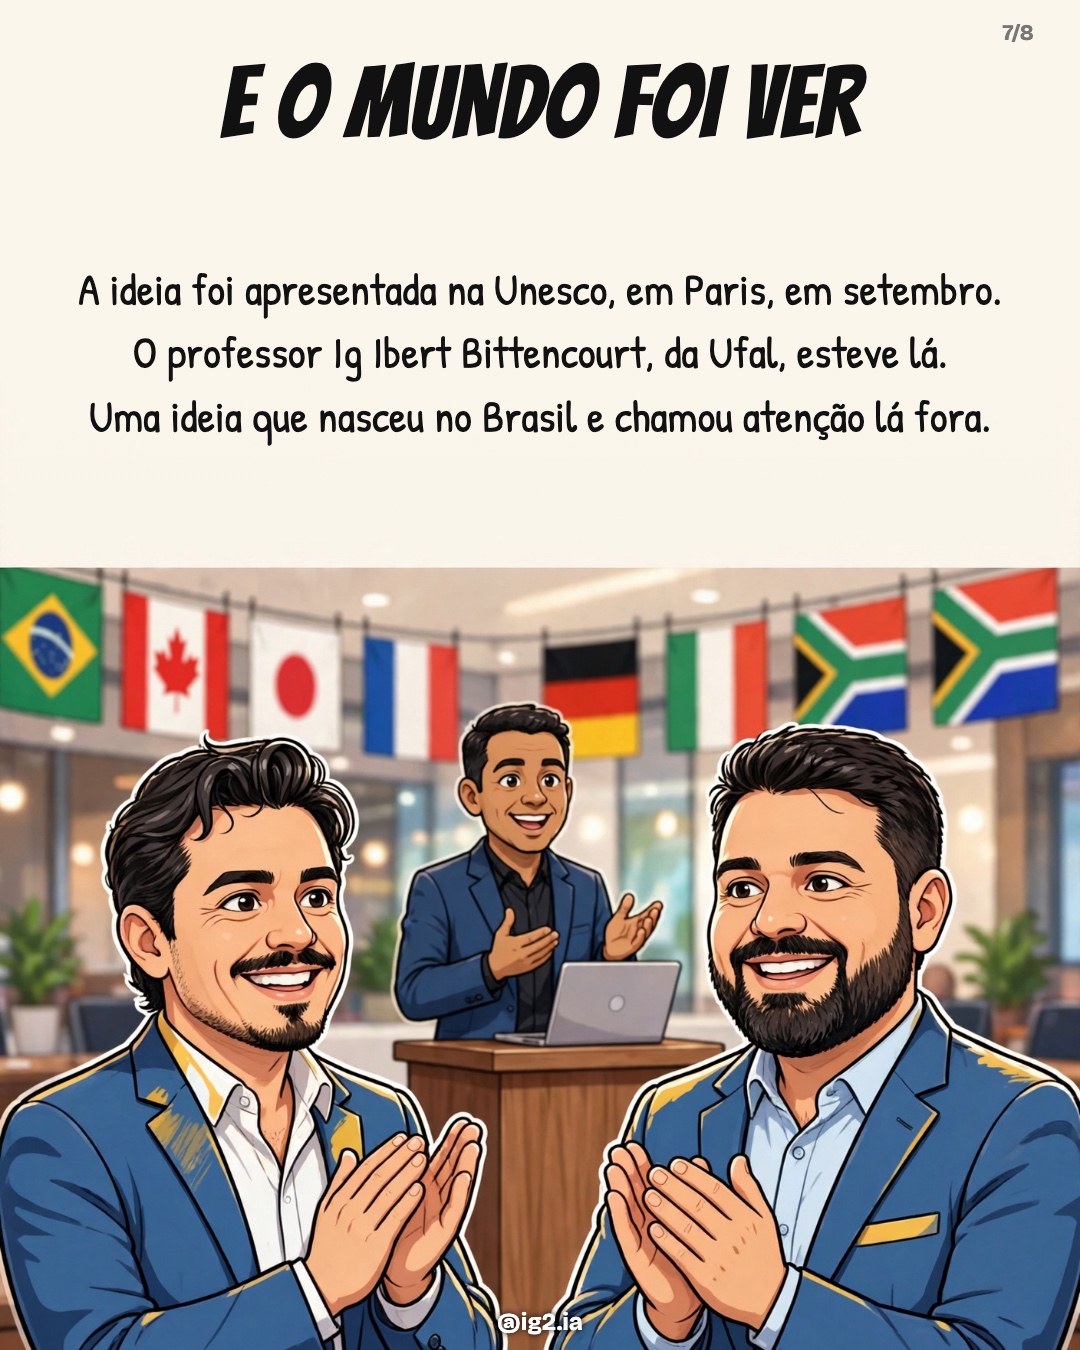 7/8
E O MUNDO FOI VER
A ideia foi apresentada na Unesco, em Paris, em setembro.
O professor Ig Ibert Bittencourt, da Ufal, esteve lá.
Uma ideia que nasceu no Brasil e chamou atenção lá fora.
@ig2.ia